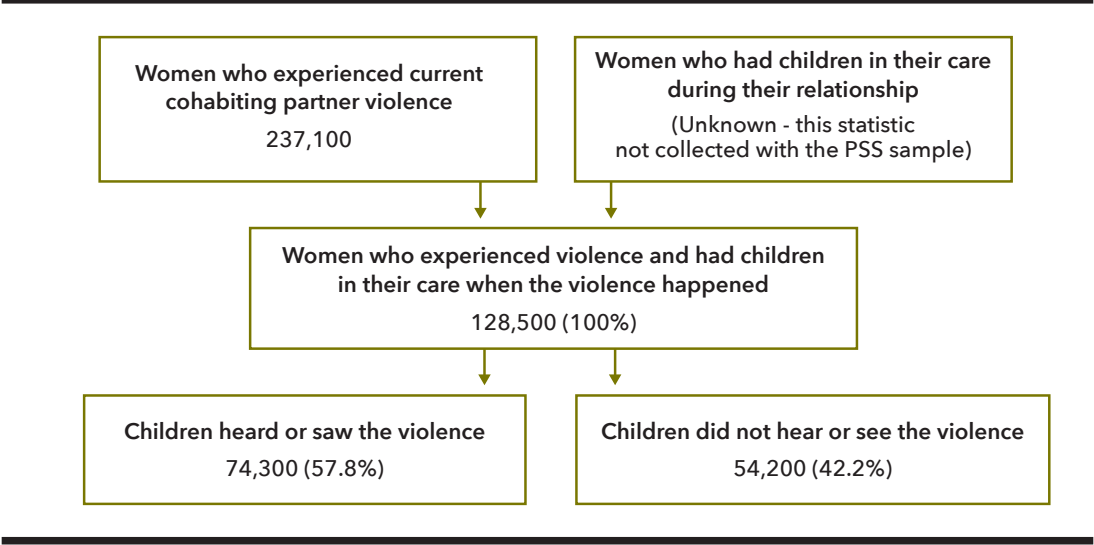 Women who experienced current
cohabiting partner violence
237,100
Women who had children in their care
during their relationship
(Unknown - this statistic
not collected with the PSS sample)
Women who experienced violence and had children
in their care when the violence happened
128,500 (100%)
Children heard or saw the violence
74,300 (57.8%)
Children did not hear or see the violence
54,200 (42.2%)